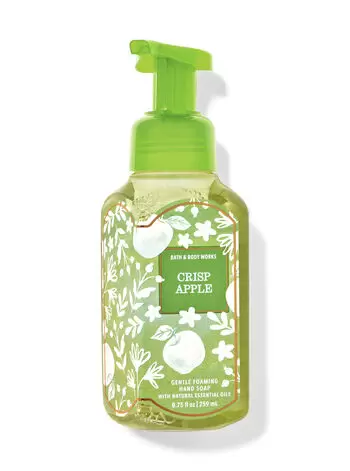 BATH & BODY WORKS
CRISP
APPLE
GENTLE FOAMING
HAND SOAP
WITH NATURAL ESSENTIAL OILS
8.75 fl oz | 259 mL